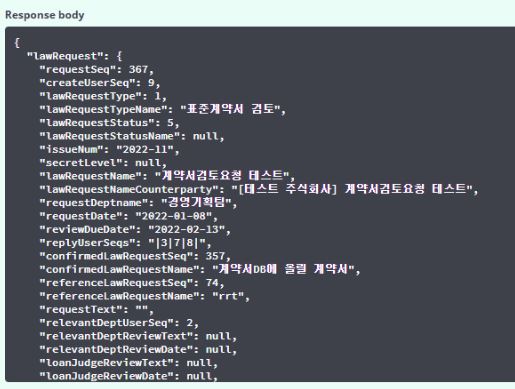 Response body
{
"lawRequest": {
"requestSeq": 367,
"createUserSeq": 9,
"lawRequestType": 1,
"lawRequestTypeName": "표준계약서 검토",
"lawRequestStatus": 5,
"lawRequestStatusName": null,
"issueNum": "2022-11",
"secretLevel": null,
"lawRequestName": "계약서검토요청 테스트",
"lawRequestNameCounterparty": "[테스트 주식회사] 계약서검토요청 테스트",
"requestDeptname": "경영기획팀",
"requestDate": "2022-01-08",
"reviewDueDate": "2022-02-13",
"replyUserSeqs": "|3|7|8|",
"confirmedLawRequestSeq": 357,
"confirmedLawRequestName": "계약서DB에 올릴 계약서",
"referenceLawRequestSeq": 74,
"referenceLawRequestName": "rrt",
"requestText": "",
"relevantDeptUserSeq": 2,
"relevantDeptReviewText": null,
"relevantDeptReviewDate": null,
"loanJudgeReviewText": null,
"loanJudgeReviewDate": null,